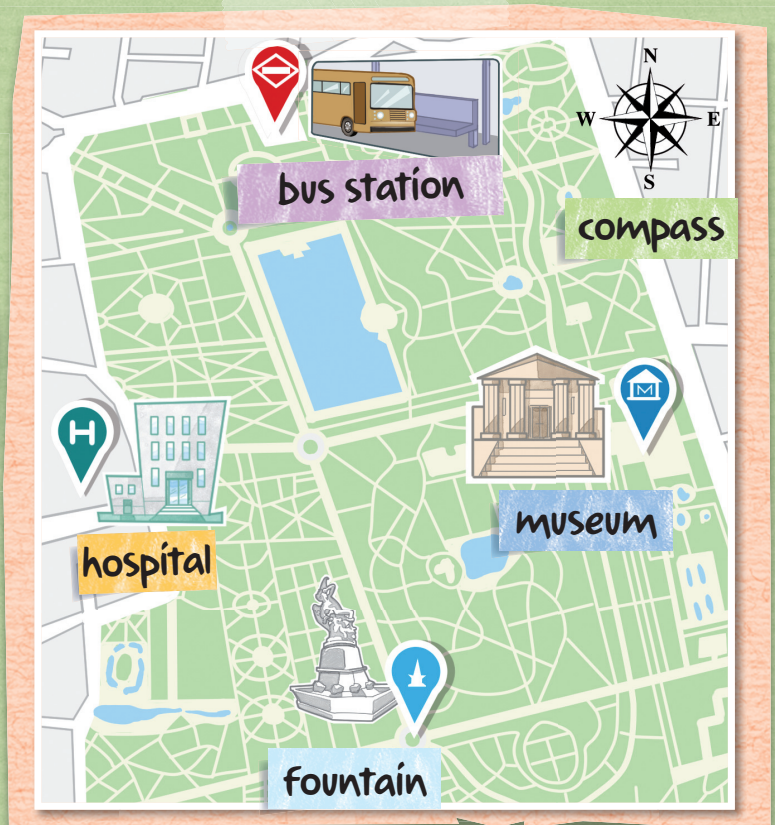 N
W E
S
bus station
compass
H
M
museum
hospital
fountain